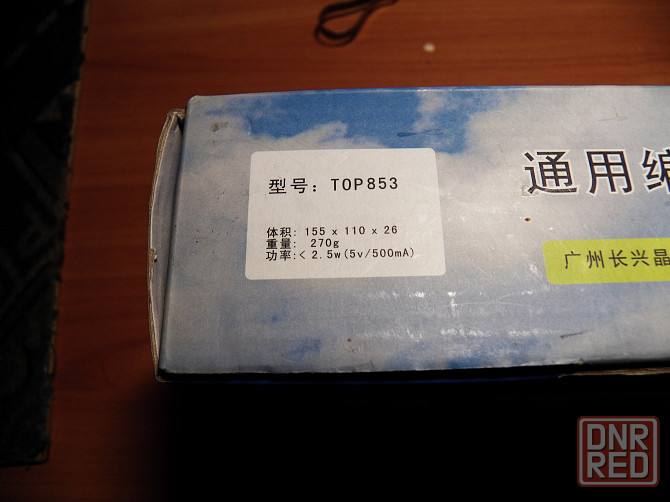 型号: TOP853
体积: 155 x 110 x 26
重量: 270g
功率:< 2.5w(5v/500mA)
通用编
广州长兴晶
DNR
RED